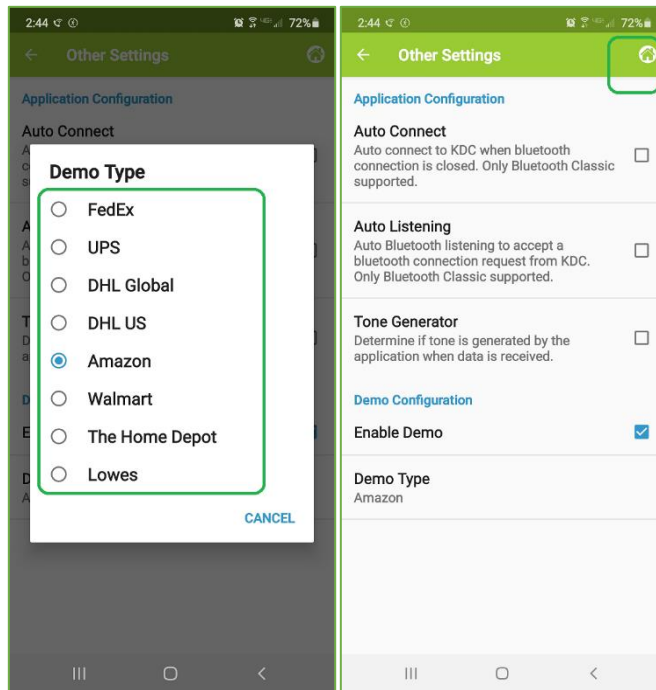 2:44
72%
Other Settings
Application Configuration
Auto Connect
Demo Type
FedEx
UPS
DHL Global
DHL US
Amazon
Walmart
The Home Depot
Lowes
CANCEL
2:44
72%
Other Settings
Application Configuration
Auto Connect
Auto connect to KDC when bluetooth
connection is closed. Only Bluetooth Classic
supported.
Auto Listening
Auto Bluetooth listening to accept a
bluetooth connection request from KDC.
Only Bluetooth Classic supported.
Tone Generator
Determine if tone is generated by the
application when data is received.
Demo Configuration
Enable Demo
Demo Type
Amazon